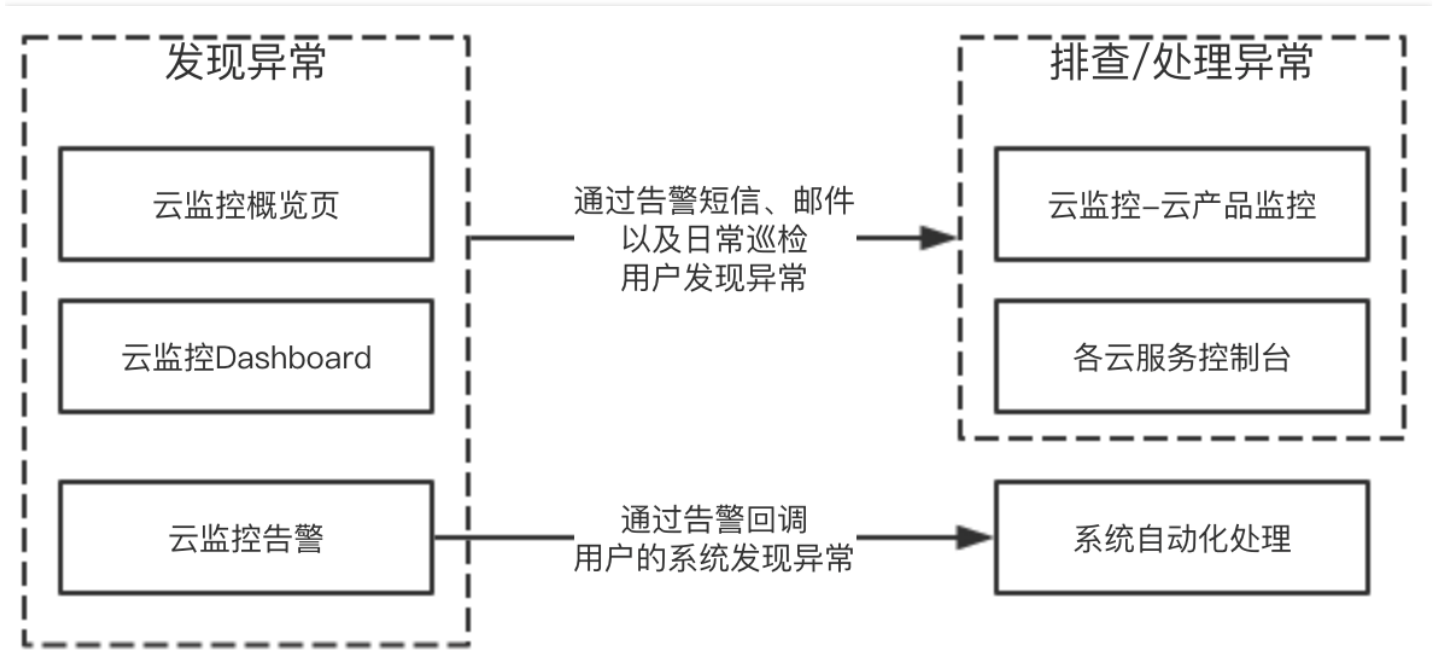 发现异常
云监控概览页
云监控Dashboard
云监控告警
通过告警短信、邮件
以及日常巡检
用户发现异常
通过告警回调
用户的系统发现异常
排查/处理异常
云监控-云产品监控
各云服务控制台
系统自动化处理